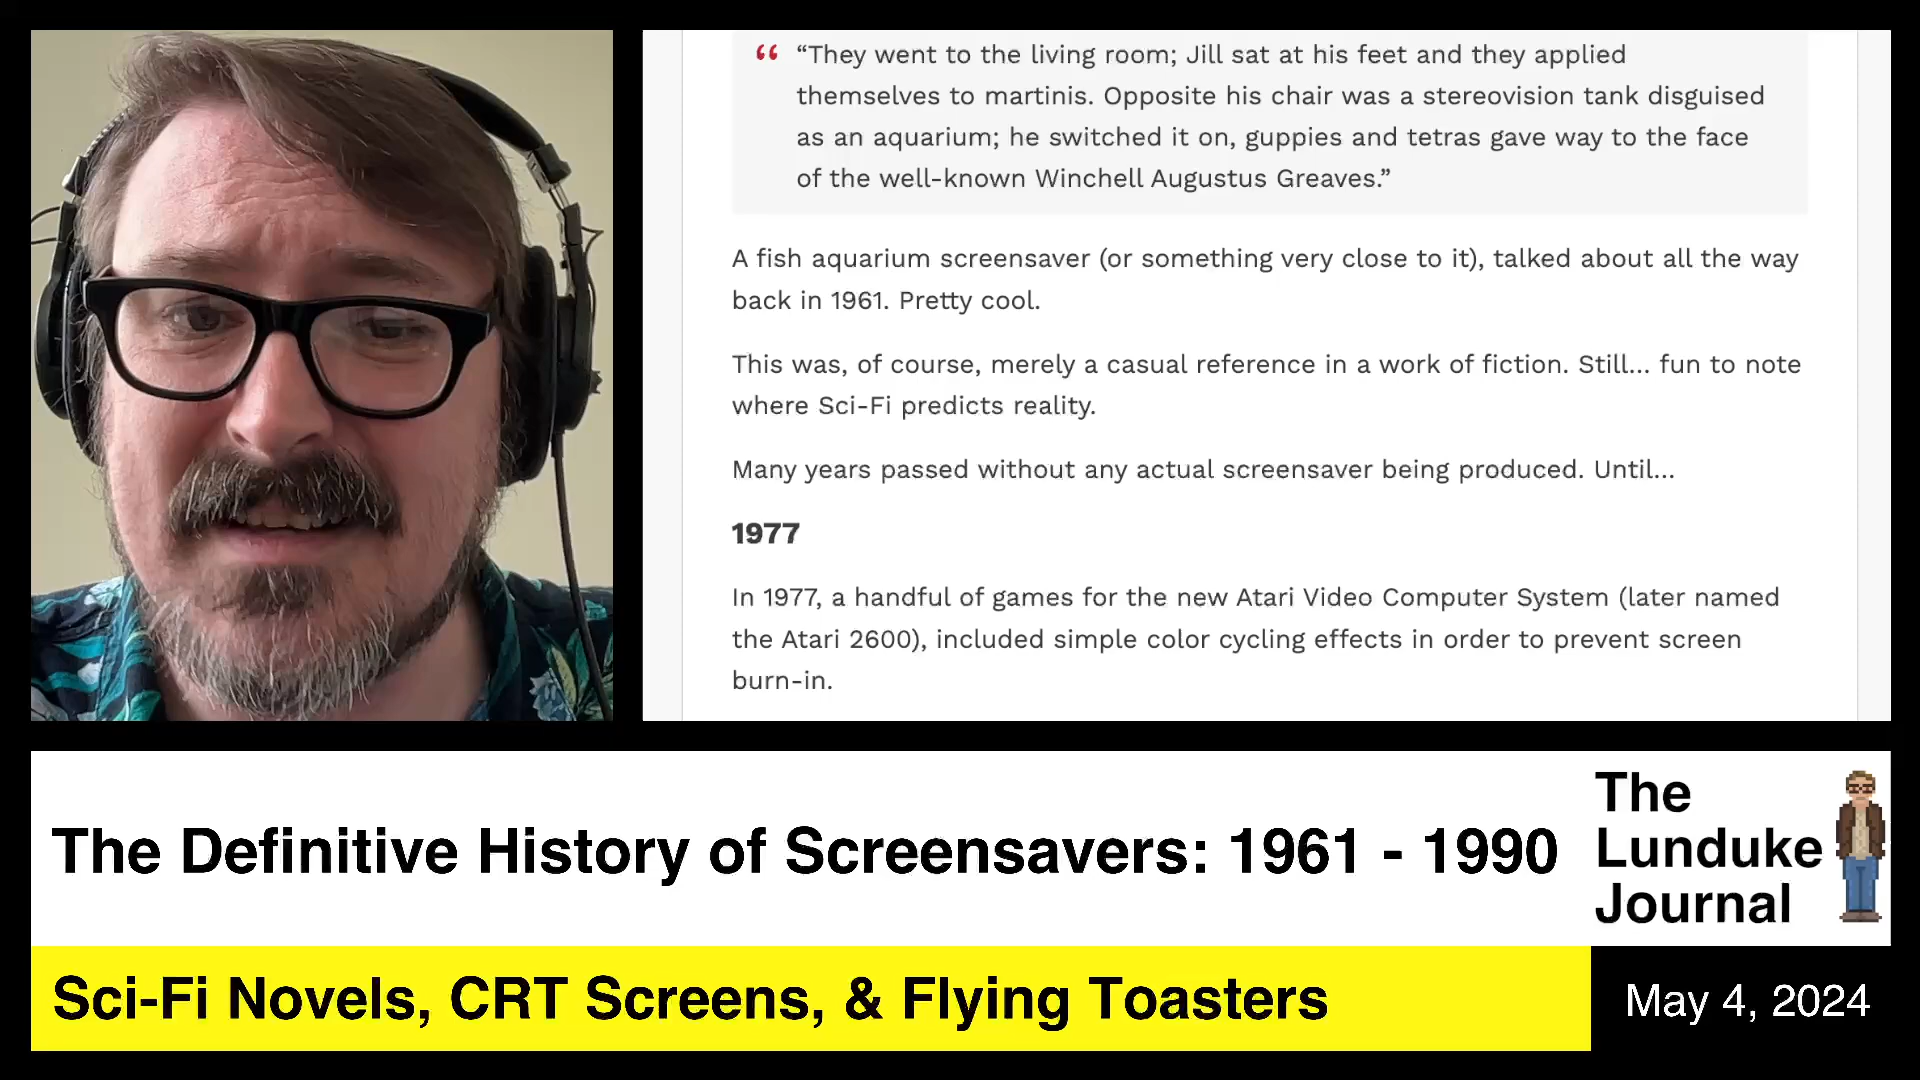 “They went to the living room; Jill sat at his feet and they applied
themselves to martinis. Opposite his chair was a stereovision tank disguised
as an aquarium; he switched it on, guppies and tetras gave way to the face
of the well-known Winchell Augustus Greaves.”
A fish aquarium screensaver (or something very close to it), talked about all the way
back in 1961. Pretty cool.
This was, of course, merely a casual reference in a work of fiction. Still... fun to note
where Sci-Fi predicts reality.
Many years passed without any actual screensaver being produced. Until...
1977
In 1977, a handful of games for the new Atari Video Computer System (later named
the Atari 2600), included simple color cycling effects in order to prevent screen
burn-in.
The Definitive History of Screensavers: 1961 - 1990
The
Lunduke
Journal
Sci-Fi Novels, CRT Screens, & Flying Toasters
May 4, 2024